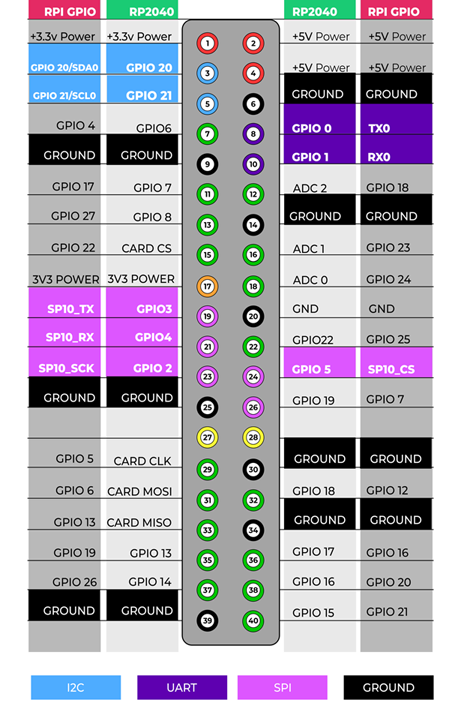 RPI GPIO RP2040 RP2040 RPI GPIO
+3.3v Power +3.3v Power 1 2 +5V Power +5V Power
GPIO 20/SDA0 GPIO 20 3 4 +5V Power +5V Power
GPIO 21/SCL0 GPIO 21 5 6 GROUND GROUND
GPIO 4 GPIO6 7 8 GPIO 0 TX0
GROUND GROUND 9 10 GPIO 1 RX0
GPIO 17 GPIO 7 11 12 ADC 2 GPIO 18
GPIO 27 GPIO 8 13 14 GROUND GROUND
GPIO 22 CARD CS 15 16 ADC 1 GPIO 23
3V3 POWER 3V3 POWER 17 18 ADC 0 GPIO 24
SP10_TX GPIO3 19 20 GND GND
SP10_RX GPIO4 21 22 GPIO22 GPIO 25
SP10_SCK GPIO 2 23 24 GPIO 5 SP10_CS
GROUND GROUND 25 26 GPIO 19 GPIO 7
27 28
GPIO 5 CARD CLK 29 30 GROUND GROUND
GPIO 6 CARD MOSI 31 32 GPIO 18 GPIO 12
GPIO 13 CARD MISO 33 34 GROUND GROUND
GPIO 19 GPIO 13 35 36 GPIO 17 GPIO 16
GPIO 26 GPIO 14 37 38 GPIO 16 GPIO 20
GROUND GROUND 39 40 GPIO 15 GPIO 21
I2C UART SPI GROUND